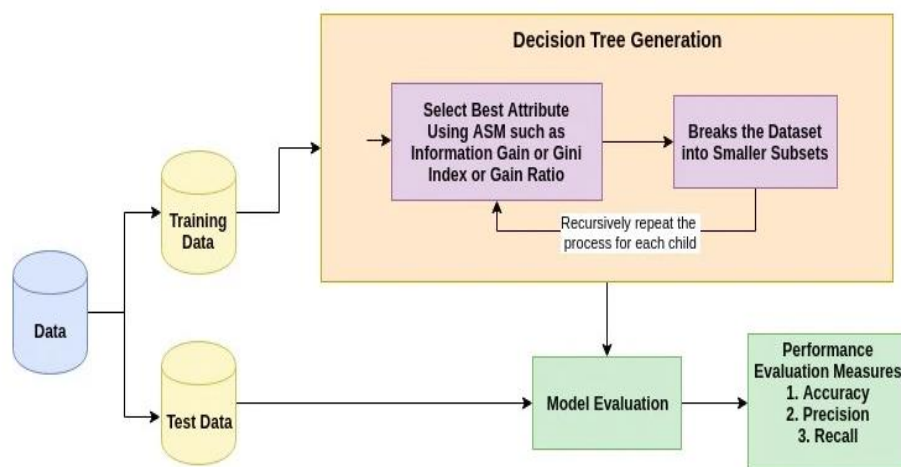 Decision Tree Generation
Select Best Attribute
Using ASM such as
Information Gain or Gini
Index or Gain Ratio
Breaks the Dataset
into Smaller Subsets
Recursively repeat the
process for each child
Training
Data
Data
Test Data
Model Evaluation
Performance
Evaluation Measures
1. Accuracy
2. Precision
3. Recall